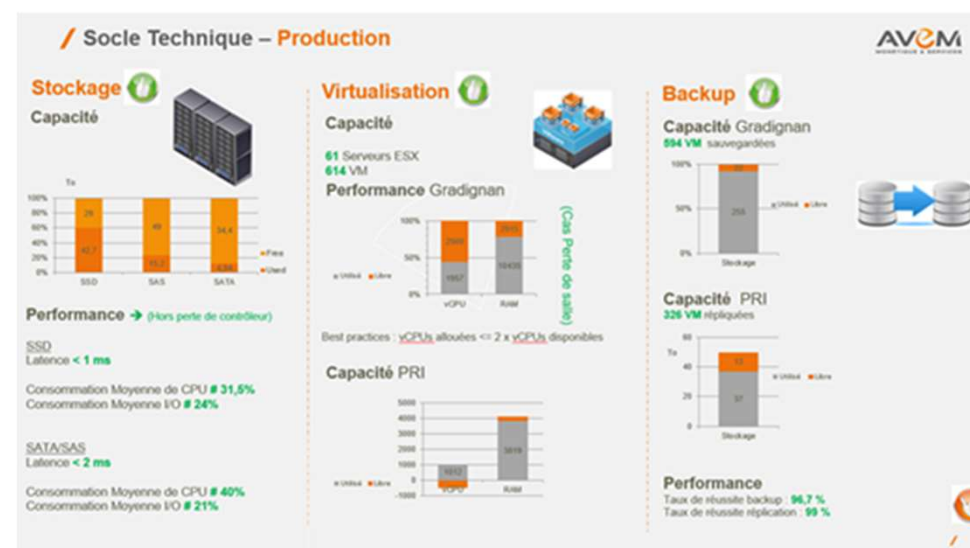 Socle Technique – Production
AVEM
Stockage
Capacité
To
100%
80%
60%
40%
20%
0%
49
34,4
Free
Used
SSD
SAS
SATA
Performance → (Hors perte de contrôleur)
SSD
Latence < 1 ms
Consommation Moyenne de CPU # 31,5%
Consommation Moyenne I/O # 24%
SATA/SAS
Latence < 2 ms
Consommation Moyenne de CPU # 40%
Consommation Moyenne I/O # 21%
Virtualisation
Capacité
61 Serveurs ESX
614 VM
Performance Gradignan
(Cas Perte de salle)
100%
50%
0%
1957
Utilisé
Libre
vCPU
RAM
Best practices : vCPUs allouées <= 2 x vCPUs disponibles
Capacité PRI
5000
4000
3000
2000
1000
0
-1000
1012
3819
Utilisé
Libre
vCPU
RAM
Backup
Capacité Gradignan
594 VM sauvegardées
100%
50%
0%
255
Utilisé
Libre
Stockage
Capacité PRI
326 VM répliquées
60
To
40
20
0
13
37
Utilisé
Libre
Stockage
Performance
Taux de réussite backup : 96,7 %
Taux de réussite réplication : 99 %